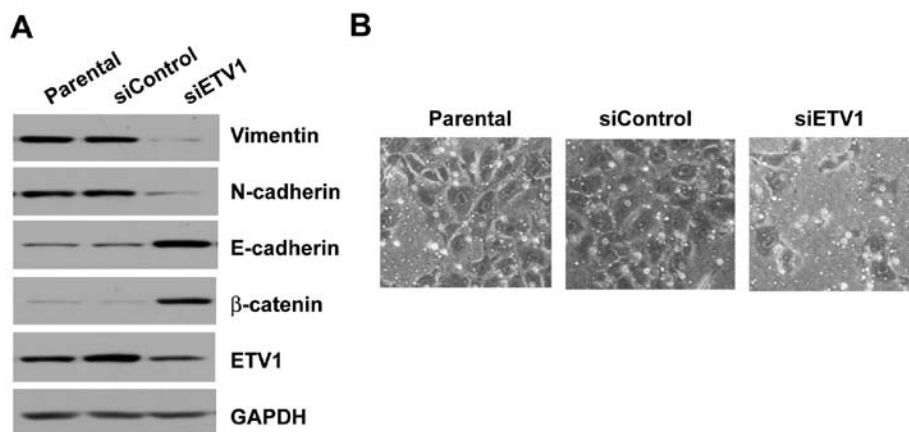 A
Parental
siControl
siETV1
Vimentin
N-cadherin
E-cadherin
β-catenin
ETV1
GAPDH
B
Parental
siControl
siETV1